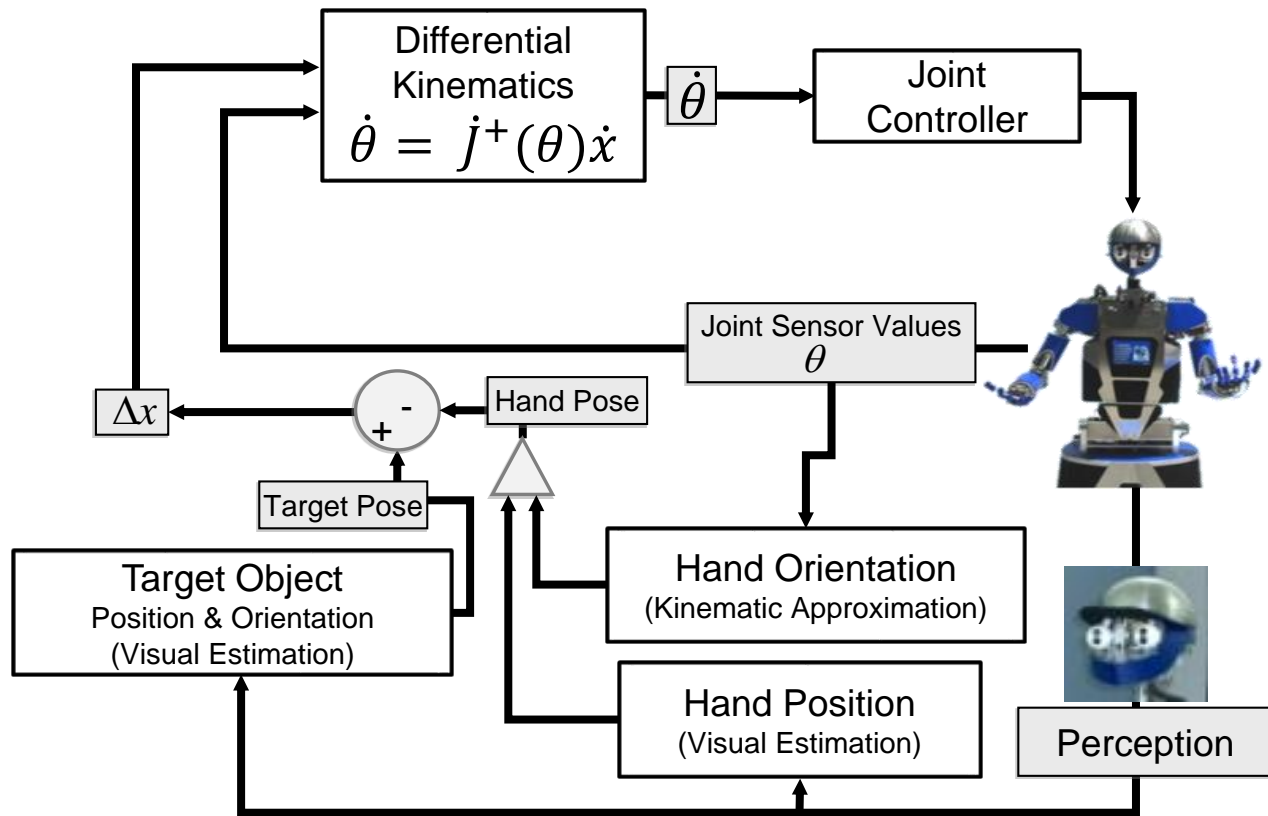 Differential
Kinematics
θ̇ = J̇⁺(θ)ẋ
θ̇
Joint
Controller
Joint Sensor Values
θ
Δx
-
+
Hand Pose
Target Pose
Target Object
Position & Orientation
(Visual Estimation)
Hand Orientation
(Kinematic Approximation)
Hand Position
(Visual Estimation)
Perception